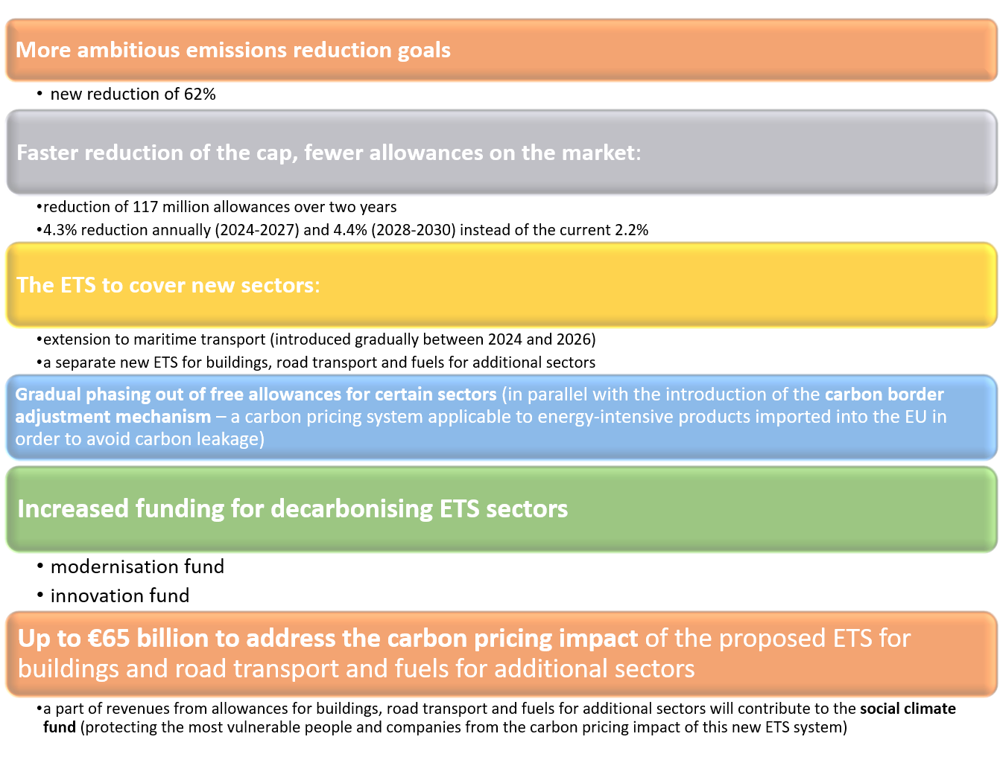 More ambitious emissions reduction goals
• new reduction of 62%
Faster reduction of the cap, fewer allowances on the market:
•reduction of 117 million allowances over two years
•4.3% reduction annually (2024-2027) and 4.4% (2028-2030) instead of the current 2.2%
The ETS to cover new sectors:
•extension to maritime transport (introduced gradually between 2024 and 2026)
•a separate new ETS for buildings, road transport and fuels for additional sectors
Gradual phasing out of free allowances for certain sectors (in parallel with the introduction of the carbon border
adjustment mechanism – a carbon pricing system applicable to energy-intensive products imported into the EU in
order to avoid carbon leakage)
Increased funding for decarbonising ETS sectors
• modernisation fund
• innovation fund
Up to €65 billion to address the carbon pricing impact of the proposed ETS for
buildings and road transport and fuels for additional sectors
•a part of revenues from allowances for buildings, road transport and fuels for additional sectors will contribute to the social climate
fund (protecting the most vulnerable people and companies from the carbon pricing impact of this new ETS system)